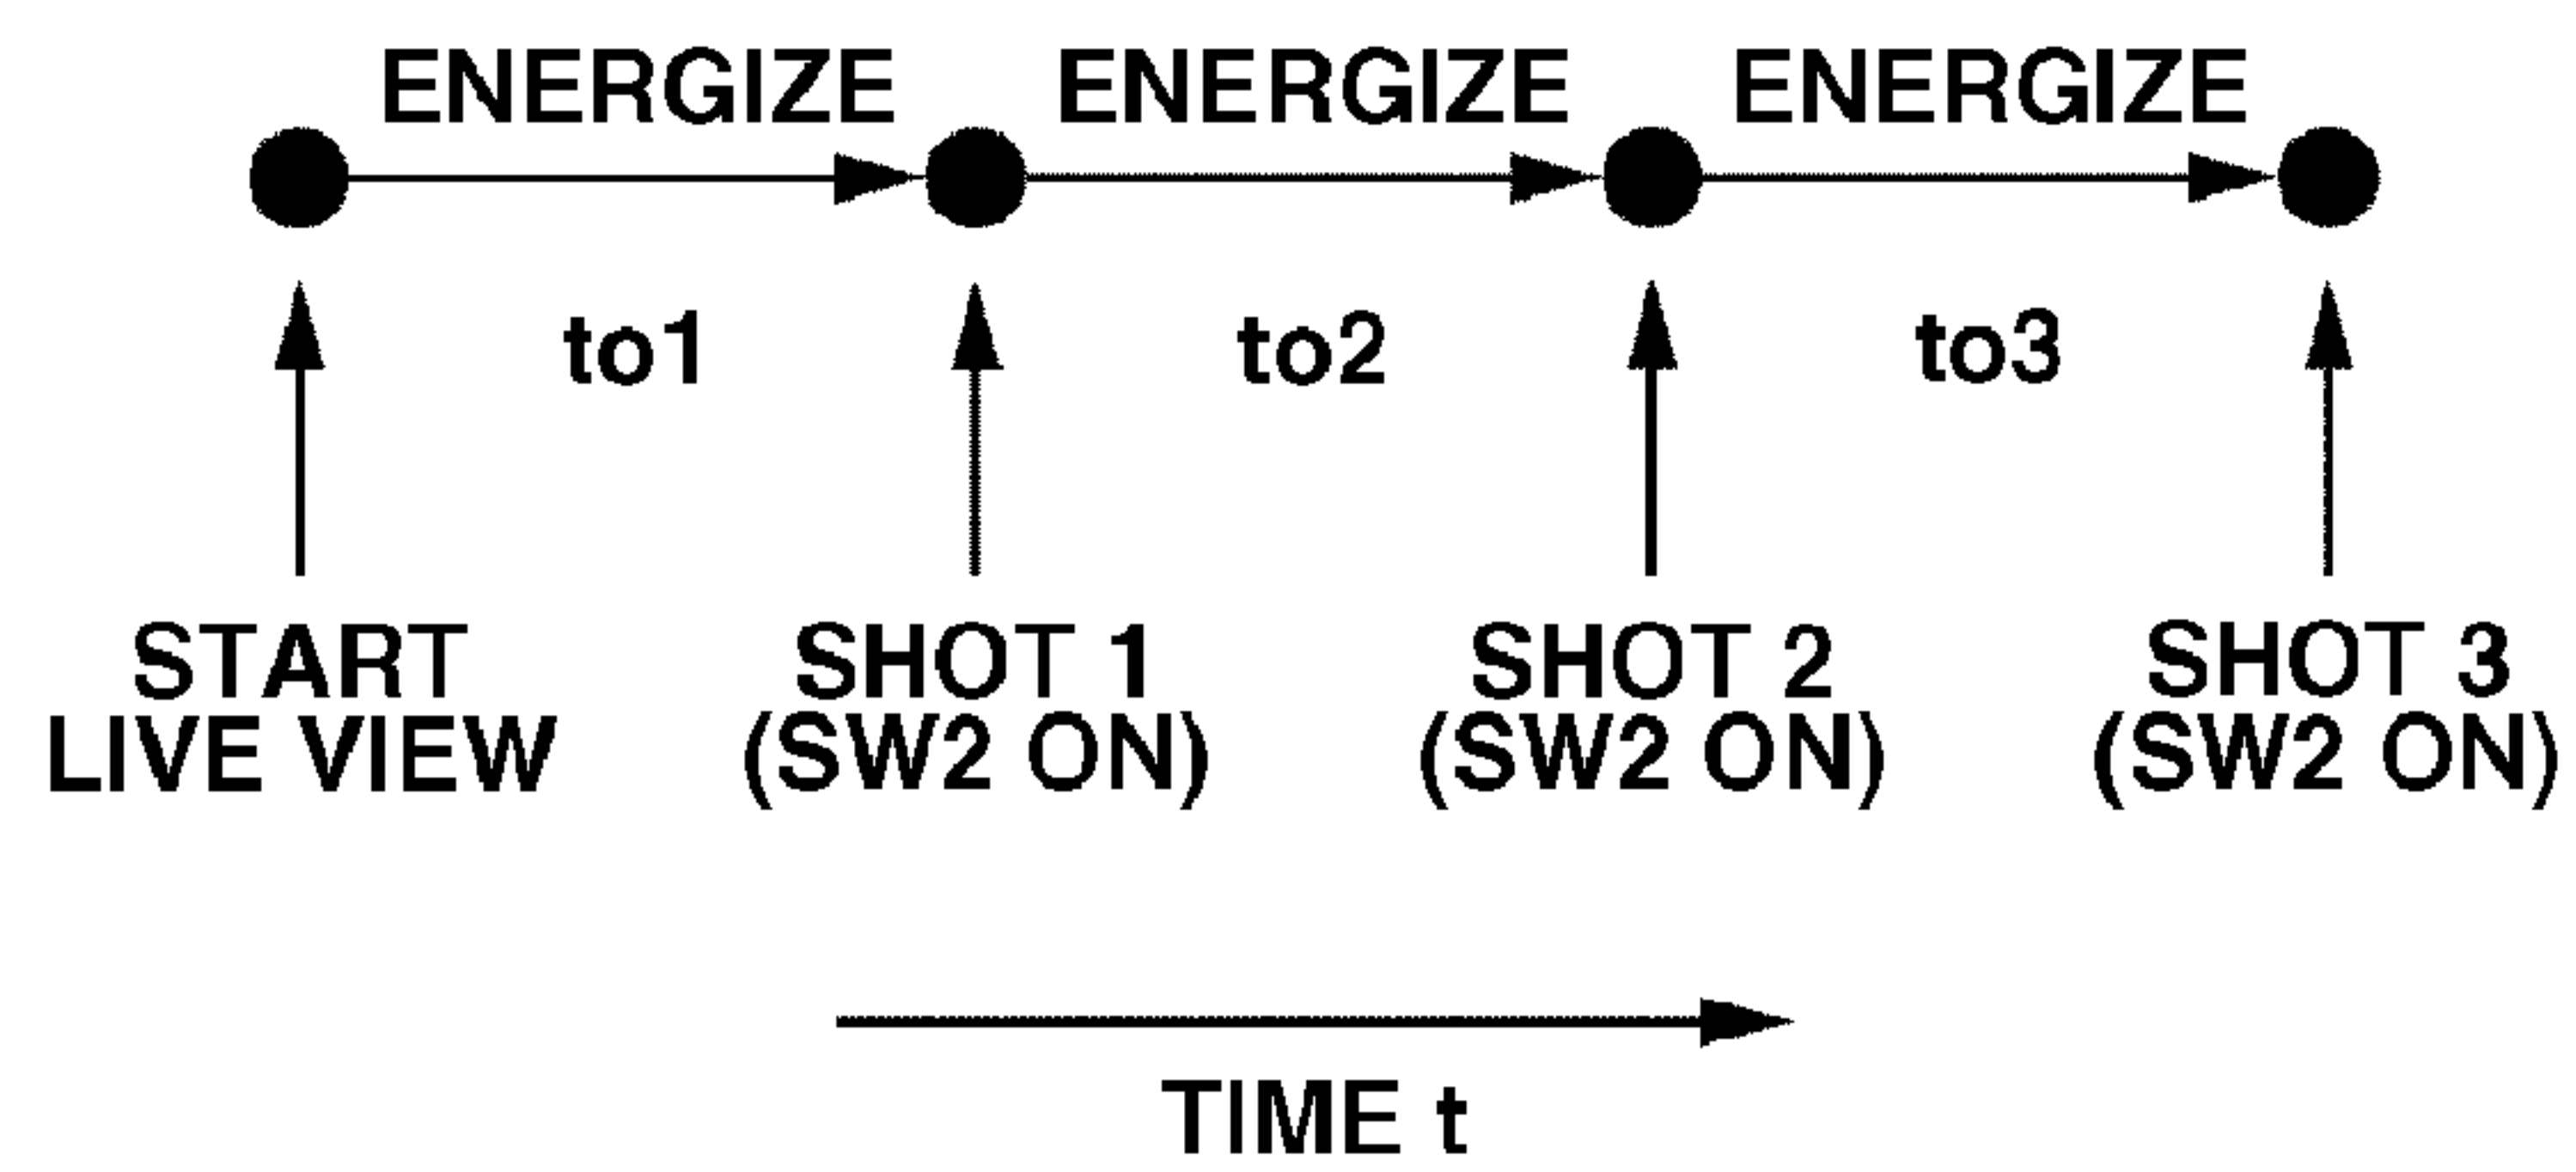 ENERGIZE ENERGIZE ENERGIZE
to1 to2 to3
START SHOT 1 SHOT 2 SHOT 3
LIVE VIEW (SW2 ON) (SW2 ON) (SW2 ON)
TIME t